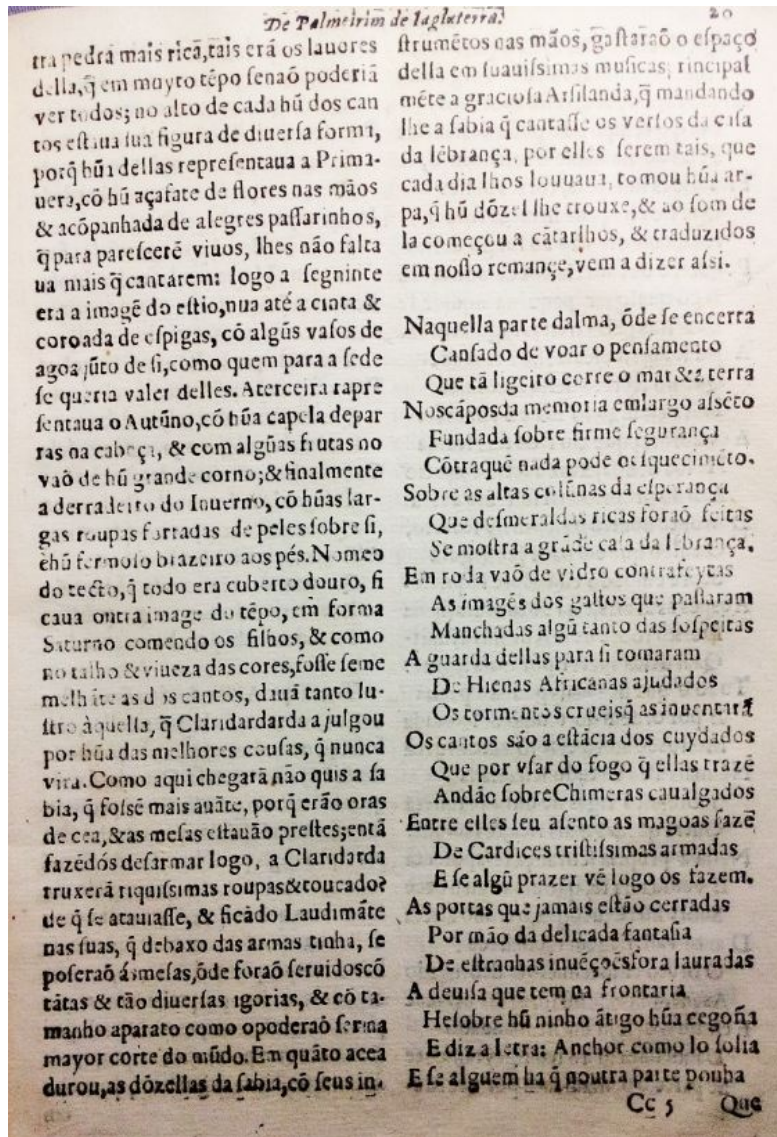 De Palmeirim de Inglaterra. 20
tra pedra mais rica, tais erã os lauores
della, q̃ em muyto tẽpo senaõ poderiã
ver todos; no alto de cada hũ dos can
tos estaua sua figura de diuersa forma,
porq̃ hũa dellas representaua a Prima-
uera, cõ hũ açafate de flores nas mãos
& acõpanhada de alegres passarinhos,
q̃ para parescerẽ viuos, lhes não falta
ua mais q̃ cantarem: logo a segninte
era a imagẽ do estio, nua até a cinta &
coroada de espigas, cõ algũs vasos de
agoa jũto de si, como quem para a sede
se queria valer delles. A terceira rapre
sentaua o Autũno, cõ hũa capela depar
ras na cabeça, & com algũas frutas no
vaõ de hũ grande corno; & finalmente
a derradeiro do Inuerno, cõ hũas lar-
gas roupas forradas de peles sobre si,
ẽ hũ fermoso brazeiro aos pés. No meo
do tecto, q̃ todo era cuberto douro, fi
caua ontra image do tẽpo, em forma
Saturno comendo os filhos, & como
no talho & viueza das cores, fosse seme
melhãte as dos cantos, dauã tanto lu-
stro àquella, q̃ Claridardarda a julgou
por hũa das melhores cousas, q̃ nunca
vira. Como aqui chegarã não quis a sa
bia, q̃ fossẽ mais auãte, porq̃ erão oras
de cea, & as mesas estauão prestes; entã
fazẽdós desarmar logo, a Claridarda
truxerã riquissimas roupas & toucado?
de q̃ se atauiasse, & ficãdo Laudimãte
nas suas, q̃ debaxo das armas tinha, se
poseraõ ás mesas, õde foraõ seruidos cõ
tãtas & tão diuersas igorias, & cõ ta-
manho aparato como o poderaõ ser na
mayor corte do mũdo. Em quãto a cea
durou, as dõzellas da sabia, cõ seus in-
strumẽtos nas mãos, gastaraõ o espaço
della em suauissimas musicas, rincipal
mẽte a graciosa Arsilanda, q̃ mandando
lhe a sabia q̃ cantasse os versos da casa
da lẽbrança, por elles serem tais, que
cada dia lhos louuaua, tomou hũa ar-
pa, q̃ hũ dõzel lhe trouxe, & ao som de
la começou a cãtarlhos, & traduzidos
em nosso remançe, vem a dizer assi.
Naquella parte dalma, õde se encerra
Cansado de voar o pensamento
Que tã ligeiro corre o mar & a terra
Nos cãpos da memoria em largo assẽto
Fundada sobre firme segurança
Cõtra quẽ nada pode o esquecimẽto.
Sobre as altas colũnas da esperança
Que desmeraldas ricas foraõ feitas
Se mostra a grãde casa da lẽbrança.
Em roda vaõ de vidro contrafeytas
As imagẽs dos gastos que passaram
Manchadas algũ tanto das sospeitas
A guarda dellas para si tomaram
De Hienas Africanas ajudados
Os tormentos crueis q̃ as inuentarã
Os cantos são a estãcia dos cuydados
Que por vsar do fogo q̃ ellas trazẽ
Andão sobre Chimeras caualgados
Entre elles seu asento as magoas fazẽ
De Cardices tristissimas armadas
E se algũ prazer vẽ logo os fazem.
As portas que jamais estão cerradas
Por mão da delicada fantasia
De estranhas inuẽçoẽs fora lauradas
A deuisa que tem na frontaria
He sobre hũ ninho ãtigo hũa cegoña
E diz a letra: Anchor como lo solia
E se alguem ha q̃ noutra parte ponha
Cc 5 Que